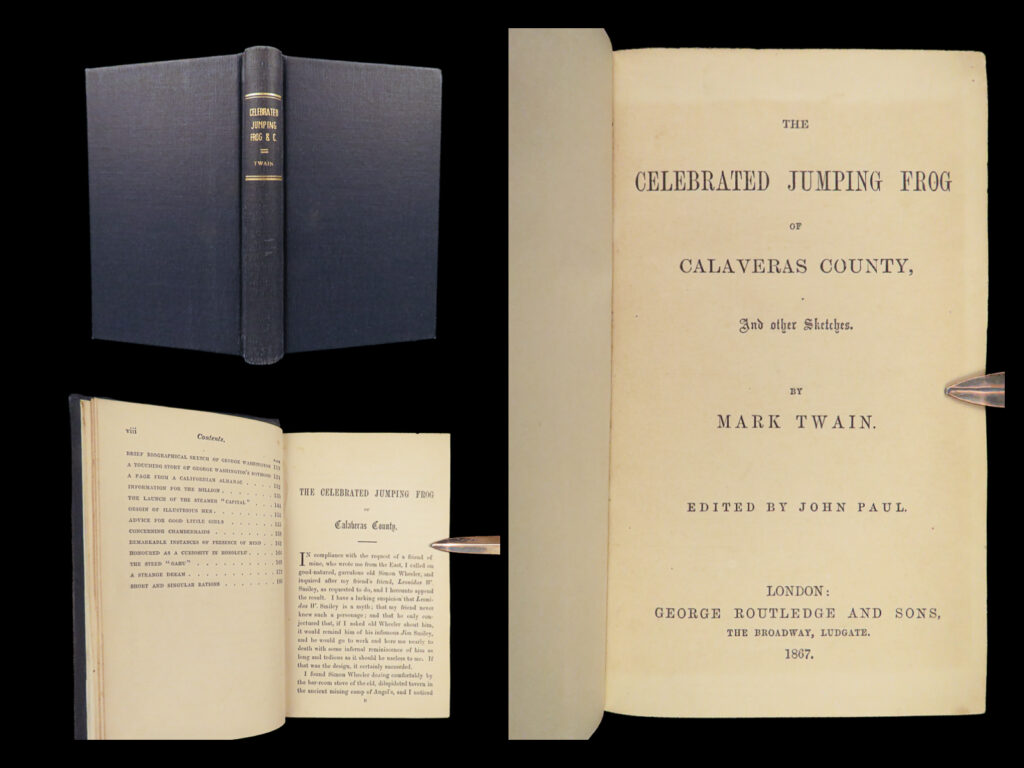 CELEBRATED
JUMPING
FROG & C.
TWAIN
THE
CELEBRATED JUMPING FROG
OF
CALAVERAS COUNTY,
And other Sketches.
BY
MARK TWAIN.
EDITED BY JOHN PAUL.
LONDON:
GEORGE ROUTLEDGE AND SONS,
THE BROADWAY, LUDGATE.
1867.
viii
Contents.
BRIEF BIOGRAPHICAL SKETCH OF GEORGE WASHINGTON
A TOUCHING STORY OF GEORGE WASHINGTON'S BOYHOOD
A PAGE FROM A CALIFORNIAN ALMANAC
INFORMATION FOR THE MILLION
THE LAUNCH OF THE STEAMER "CAPITAL"
ORIGIN OF ILLUSTRIOUS MEN
ADVICE FOR GOOD LITTLE GIRLS
CONCERNING CHAMBERMAIDS
REMARKABLE INSTANCES OF PRESENCE OF MIND
HONOURED AS A CURIOSITY IN HONOLULU
THE STEED "OAHU"
A STRANGE DREAM
SHORT AND SINGULAR RATIONS
THE CELEBRATED JUMPING FROG
OF
Calaveras County.
IN compliance with the request of a friend of
mine, who wrote me from the East, I called on
good-natured, garrulous old Simon Wheeler, and
inquired after my friend's friend, Leonidas W.
Smiley, as requested to do, and I hereunto append
the result. I have a lurking suspicion that Leoni-
das W. Smiley is a myth; that my friend never
knew such a personage; and that he only con-
jectured that, if I asked old Wheeler about him,
it would remind him of his infamous Jim Smiley,
and he would go to work and bore me nearly to
death with some infernal reminiscence of him as
long and tedious as it should be useless to me. If
that was the design, it certainly succeeded.
I found Simon Wheeler dozing comfortably by
the bar-room stove of the old, dilapidated tavern in
the ancient mining camp of Angel's, and I noticed
B